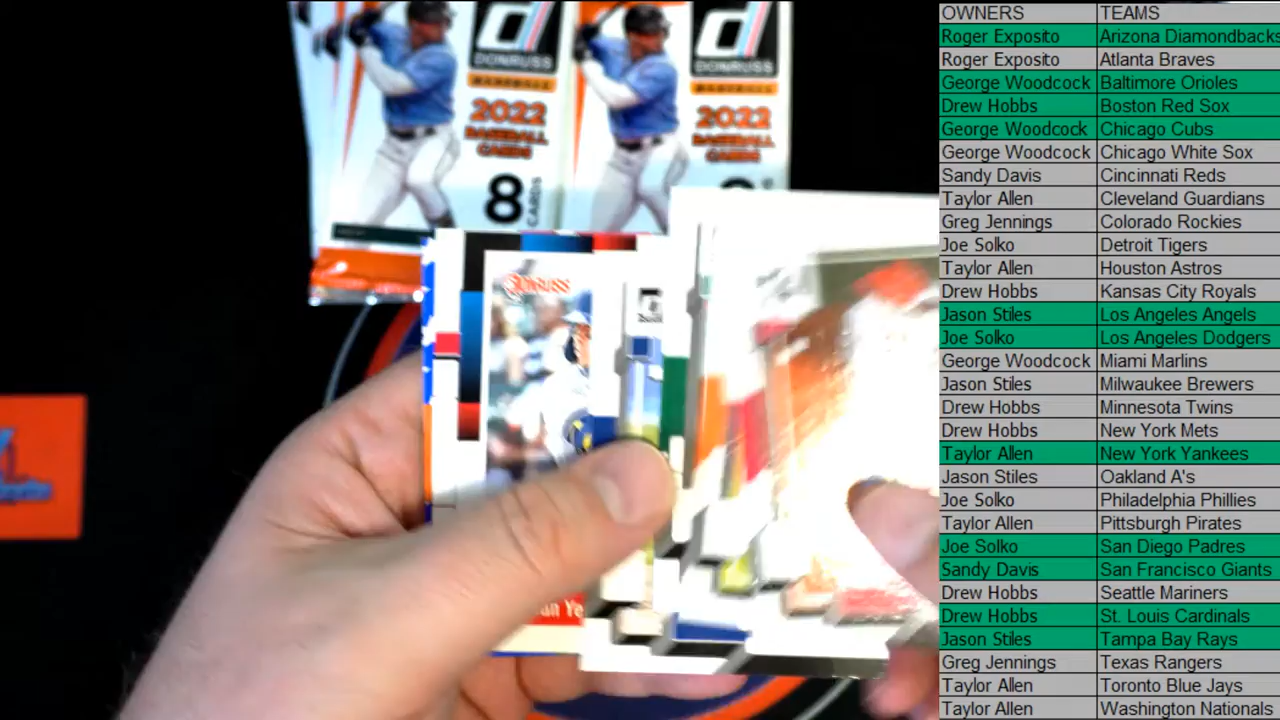 DONRUSS
BASEBALL
2022
BASEBALL
CARDS
8
CARDS
DONRUSS
BASEBALL
2022
BASEBALL
CARDS
DONRUSS
OWNERS TEAMS
Roger Exposito Arizona Diamondbacks
Roger Exposito Atlanta Braves
George Woodcock Baltimore Orioles
Drew Hobbs Boston Red Sox
George Woodcock Chicago Cubs
George Woodcock Chicago White Sox
Sandy Davis Cincinnati Reds
Taylor Allen Cleveland Guardians
Greg Jennings Colorado Rockies
Joe Solko Detroit Tigers
Taylor Allen Houston Astros
Drew Hobbs Kansas City Royals
Jason Stiles Los Angeles Angels
Joe Solko Los Angeles Dodgers
George Woodcock Miami Marlins
Jason Stiles Milwaukee Brewers
Drew Hobbs Minnesota Twins
Drew Hobbs New York Mets
Taylor Allen New York Yankees
Jason Stiles Oakland A's
Joe Solko Philadelphia Phillies
Taylor Allen Pittsburgh Pirates
Joe Solko San Diego Padres
Sandy Davis San Francisco Giants
Drew Hobbs Seattle Mariners
Drew Hobbs St. Louis Cardinals
Jason Stiles Tampa Bay Rays
Greg Jennings Texas Rangers
Taylor Allen Toronto Blue Jays
Taylor Allen Washington Nationals